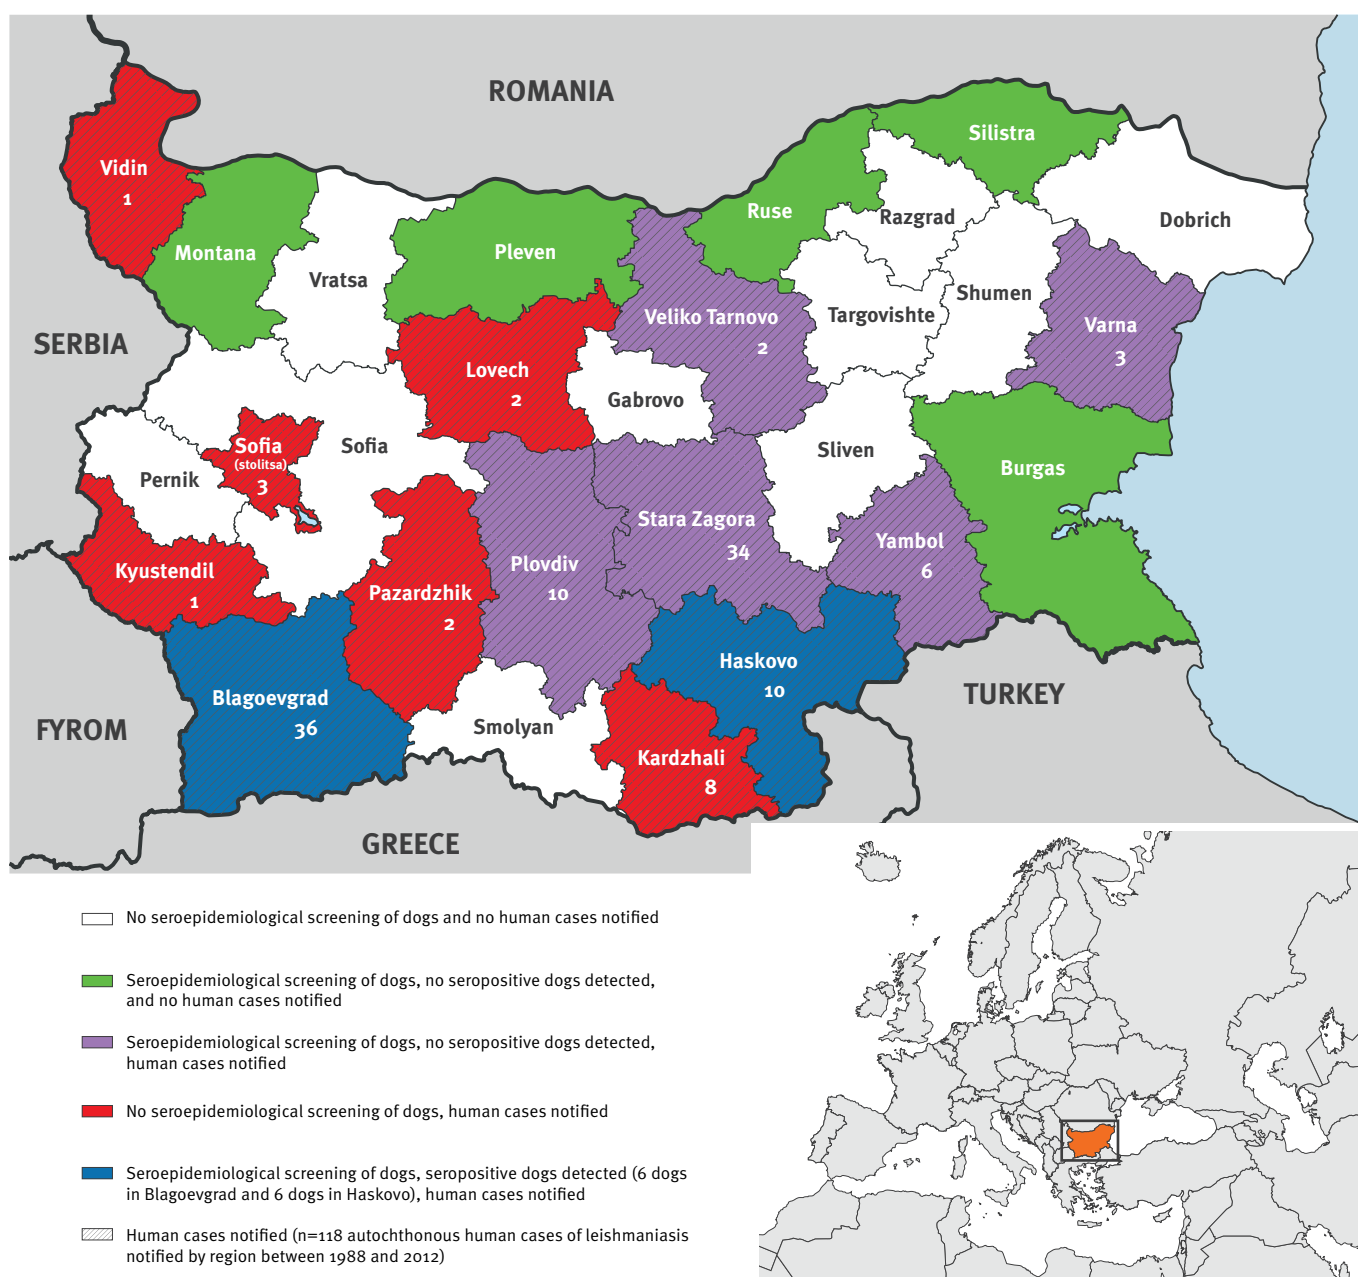 ROMANIA
Silistra
Vidin
1
Ruse
Razgrad
Dobrich
Montana
Pleven
Vratsa
Shumen
Veliko Tarnovo
2
Targovishte
Varna
3
SERBIA
Lovech
2
Gabrovo
Sofia
(stolitsa)
3
Sofia
Sliven
Burgas
Pernik
Stara Zagora
34
Yambol
6
Kyustendil
1
Plovdiv
10
Pazardzhik
2
Haskovo
10
Blagoevgrad
36
TURKEY
FYROM
Smolyan
Kardzhali
8
GREECE
No seroepidemiological screening of dogs and no human cases notified
Seroepidemiological screening of dogs, no seropositive dogs detected,
and no human cases notified
Seroepidemiological screening of dogs, no seropositive dogs detected,
human cases notified
No seroepidemiological screening of dogs, human cases notified
Seroepidemiological screening of dogs, seropositive dogs detected (6 dogs
in Blagoevgrad and 6 dogs in Haskovo), human cases notified
Human cases notified (n=118 autochthonous human cases of leishmaniasis
notified by region between 1988 and 2012)